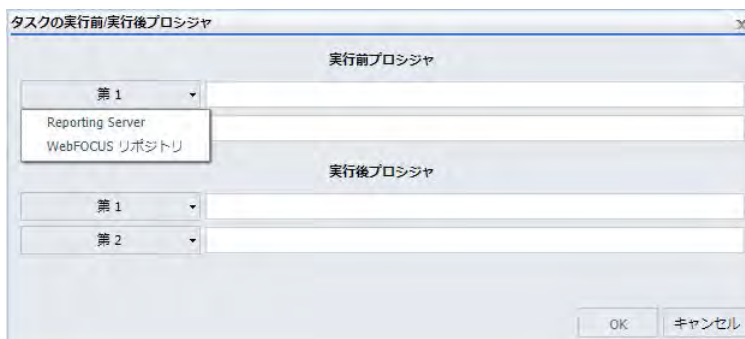 タスクの実行前/実行後プロシジャ x
実行前プロシジャ
第 1
Reporting Server
WebFOCUS リポジトリ
実行後プロシジャ
第 1
第 2
OK キャンセル